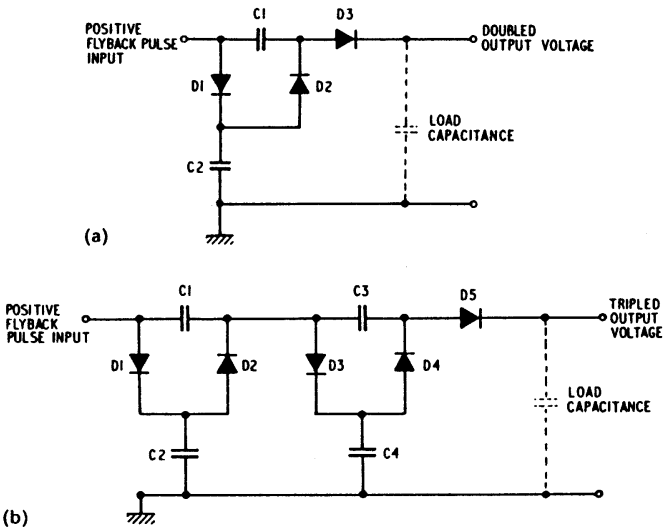 C1
D3
POSITIVE
FLYBACK PULSE
INPUT
DOUBLED
OUTPUT VOLTAGE
D1
D2
LOAD
CAPACITANCE
C2
(a)
C1
C3
D5
POSITIVE
FLYBACK
PULSE INPUT
TRIPLED
OUTPUT
VOLTAGE
D1
D2
D3
D4
LOAD
CAPACITANCE
C2
C4
(b)